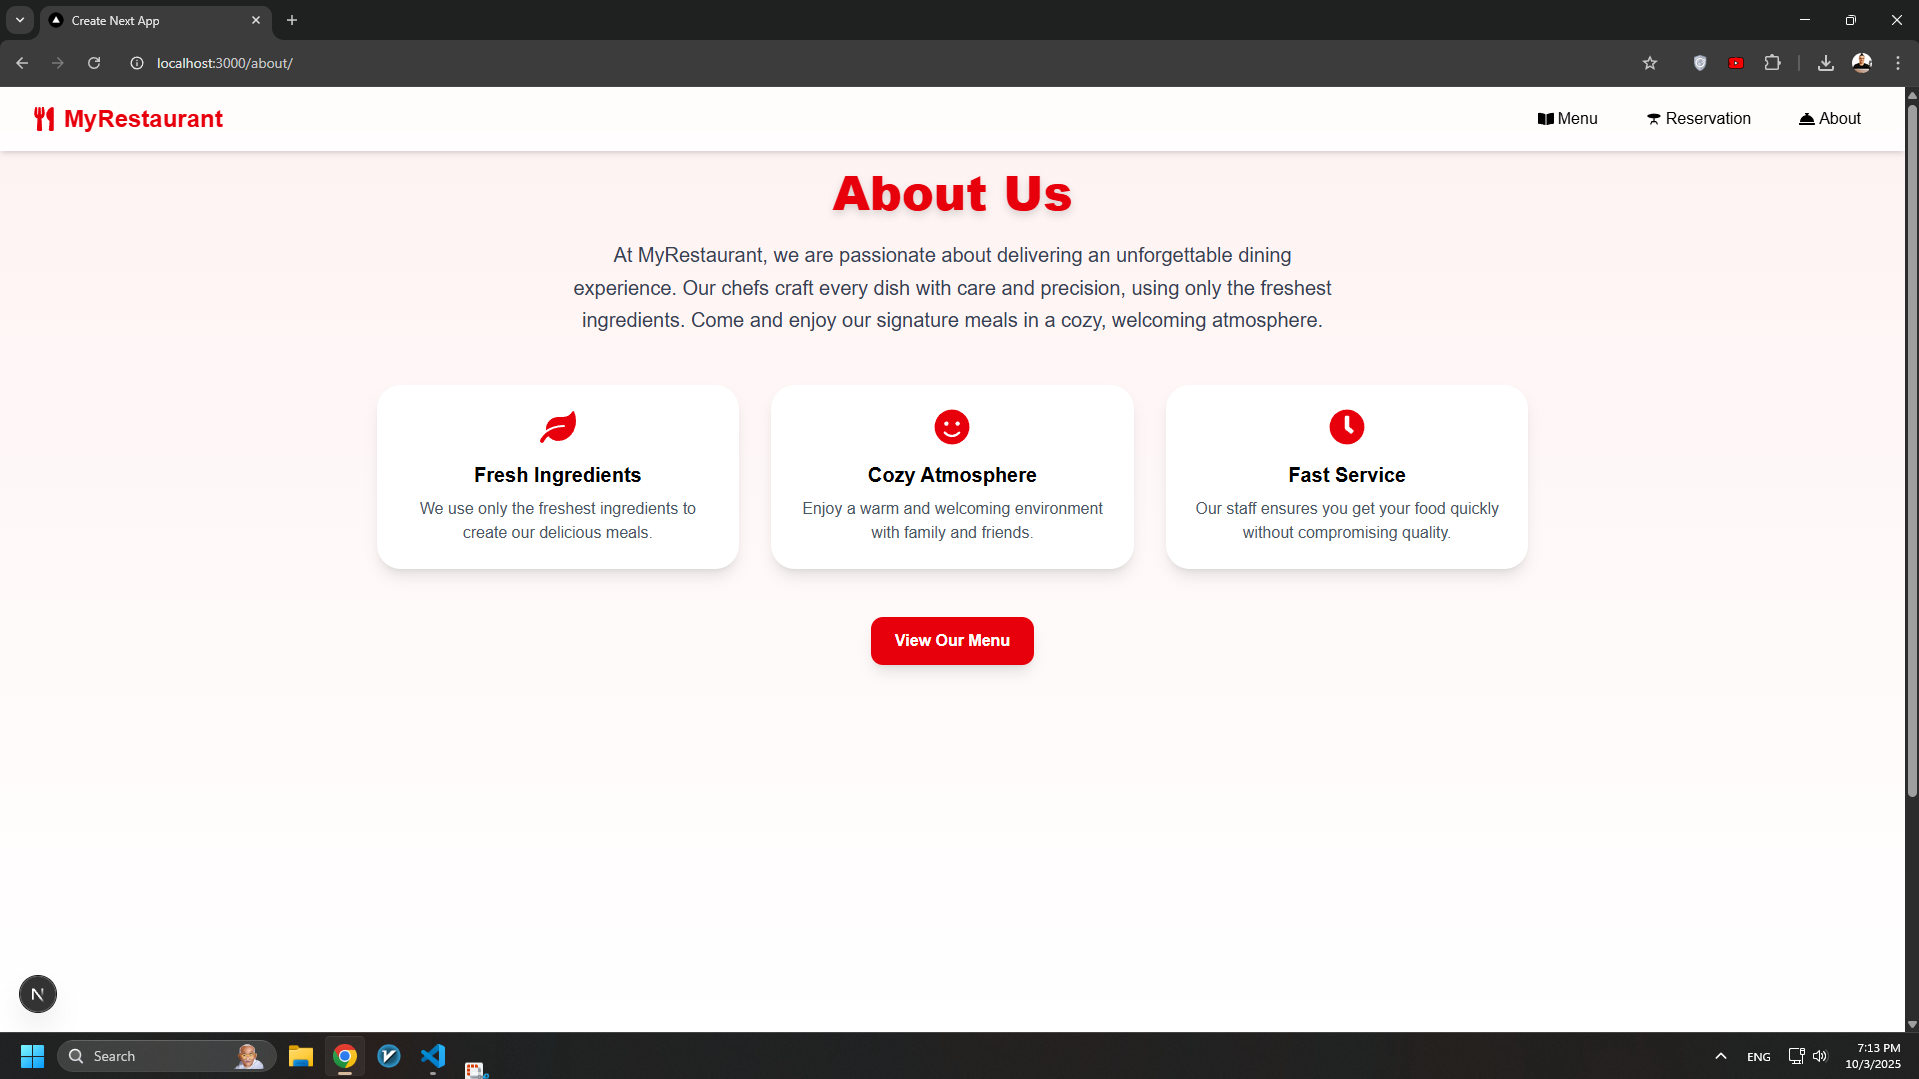 Create Next App
localhost:3000/about/
MyRestaurant
Menu
Reservation
About
About Us
At MyRestaurant, we are passionate about delivering an unforgettable dining
experience. Our chefs craft every dish with care and precision, using only the freshest
ingredients. Come and enjoy our signature meals in a cozy, welcoming atmosphere.
Fresh Ingredients
We use only the freshest ingredients to
create our delicious meals.
Cozy Atmosphere
Enjoy a warm and welcoming environment
with family and friends.
Fast Service
Our staff ensures you get your food quickly
without compromising quality.
View Our Menu
N
Search
ENG
7:13 PM
10/3/2025